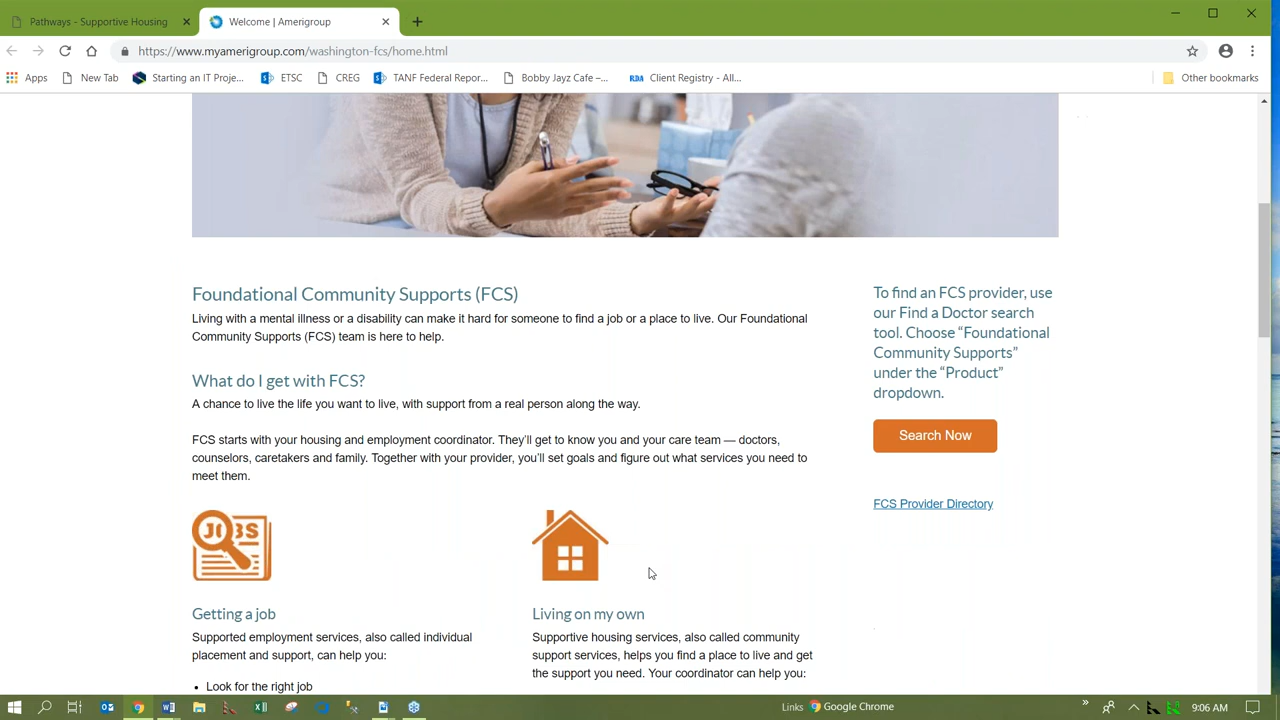 Pathways - Supportive Housing
Welcome | Amerigroup
https://www.myamerigroup.com/washington-fcs/home.html
Apps
New Tab
Starting an IT Proje...
ETSC
CREG
TANF Federal Repor...
Bobby Jayz Cafe –...
RDA
Client Registry - All...
Other bookmarks
Foundational Community Supports (FCS)
Living with a mental illness or a disability can make it hard for someone to find a job or a place to live. Our Foundational
Community Supports (FCS) team is here to help.
What do I get with FCS?
A chance to live the life you want to live, with support from a real person along the way.
FCS starts with your housing and employment coordinator. They’ll get to know you and your care team — doctors,
counselors, caretakers and family. Together with your provider, you’ll set goals and figure out what services you need to
meet them.
JOBS
Getting a job
Supported employment services, also called individual
placement and support, can help you:
• Look for the right job
Living on my own
Supportive housing services, also called community
support services, helps you find a place to live and get
the support you need. Your coordinator can help you:
To find an FCS provider, use
our Find a Doctor search
tool. Choose “Foundational
Community Supports”
under the “Product”
dropdown.
Search Now
FCS Provider Directory
Links
Google Chrome
9:06 AM